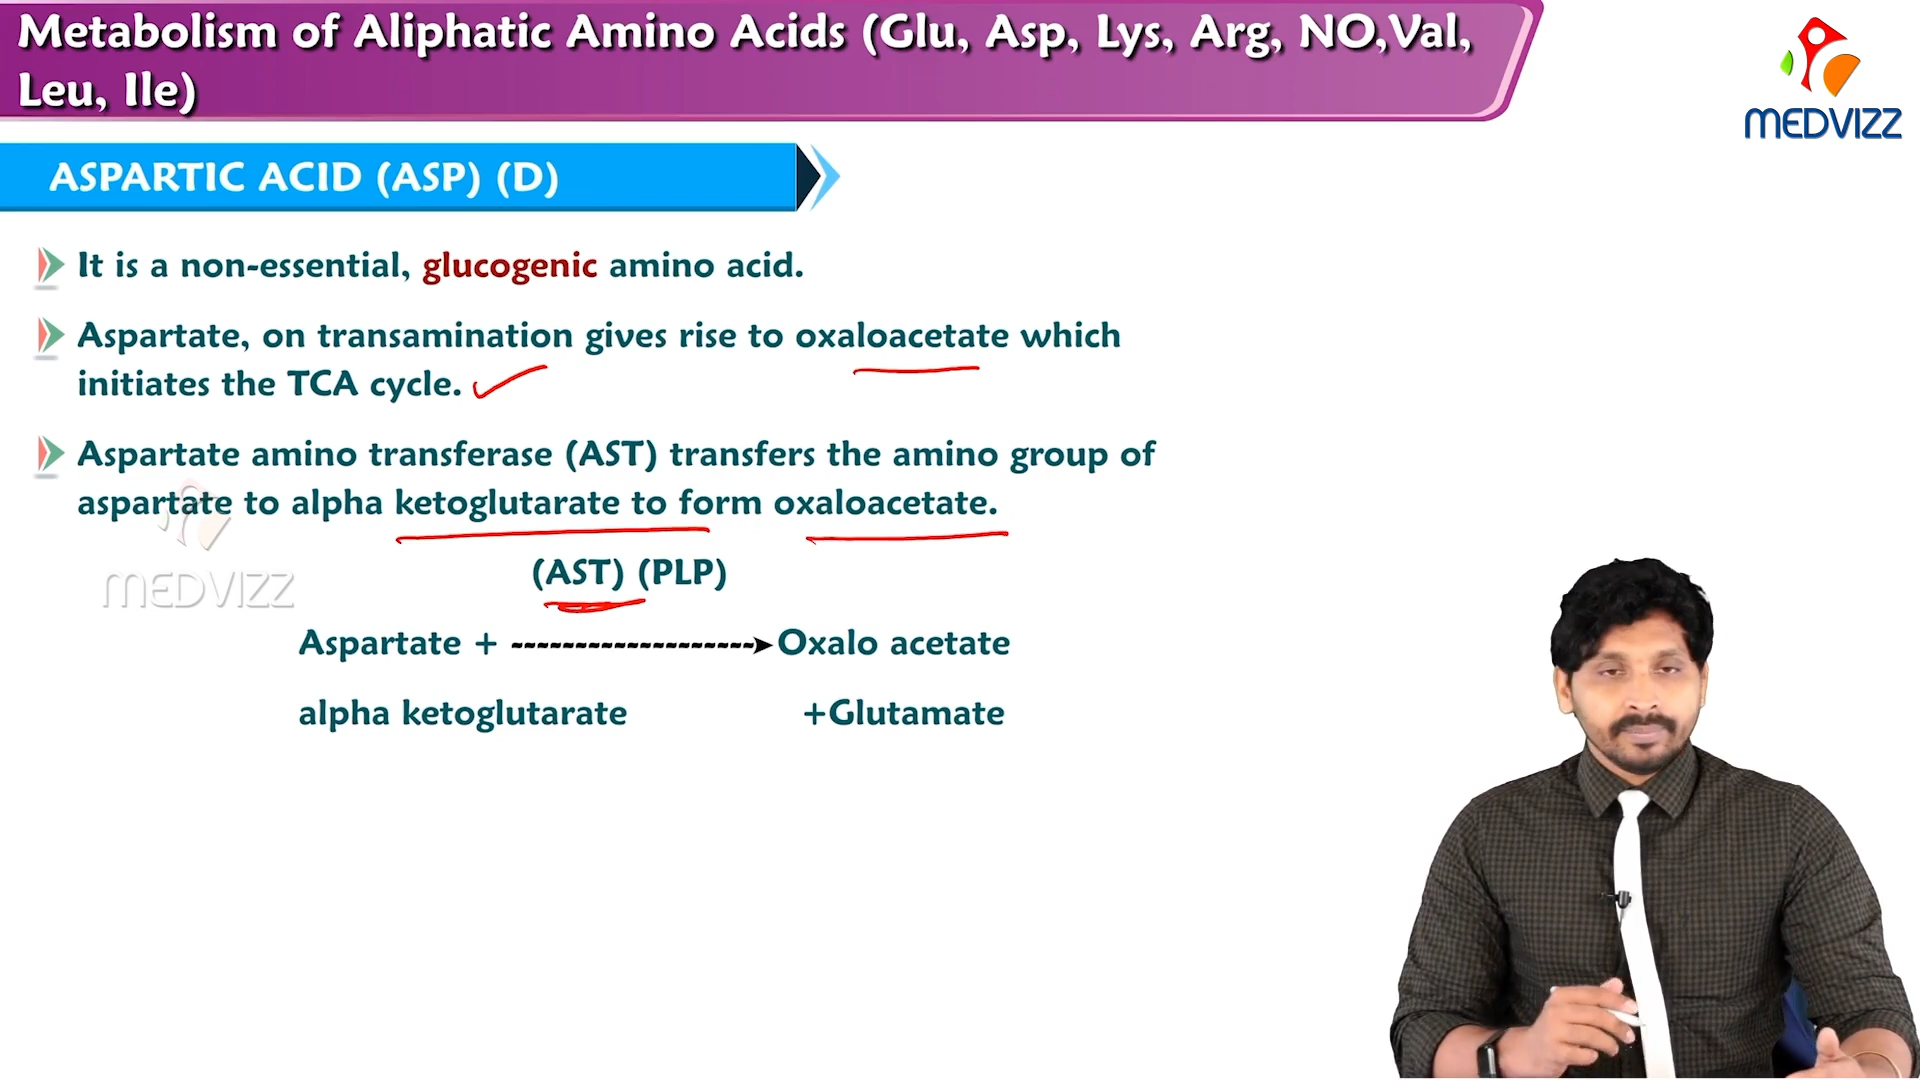 Metabolism of Aliphatic Amino Acids (Glu, Asp, Lys, Arg, NO,Val,
Leu, Ile)
MEDVIZZ
ASPARTIC ACID (ASP) (D)
It is a non-essential, glucogenic amino acid.
Aspartate, on transamination gives rise to oxaloacetate which
initiates the TCA cycle.
Aspartate amino transferase (AST) transfers the amino group of
aspartate to alpha ketoglutarate to form oxaloacetate.
MEDVIZZ
(AST) (PLP)
Aspartate + -------------------> Oxalo acetate
alpha ketoglutarate +Glutamate